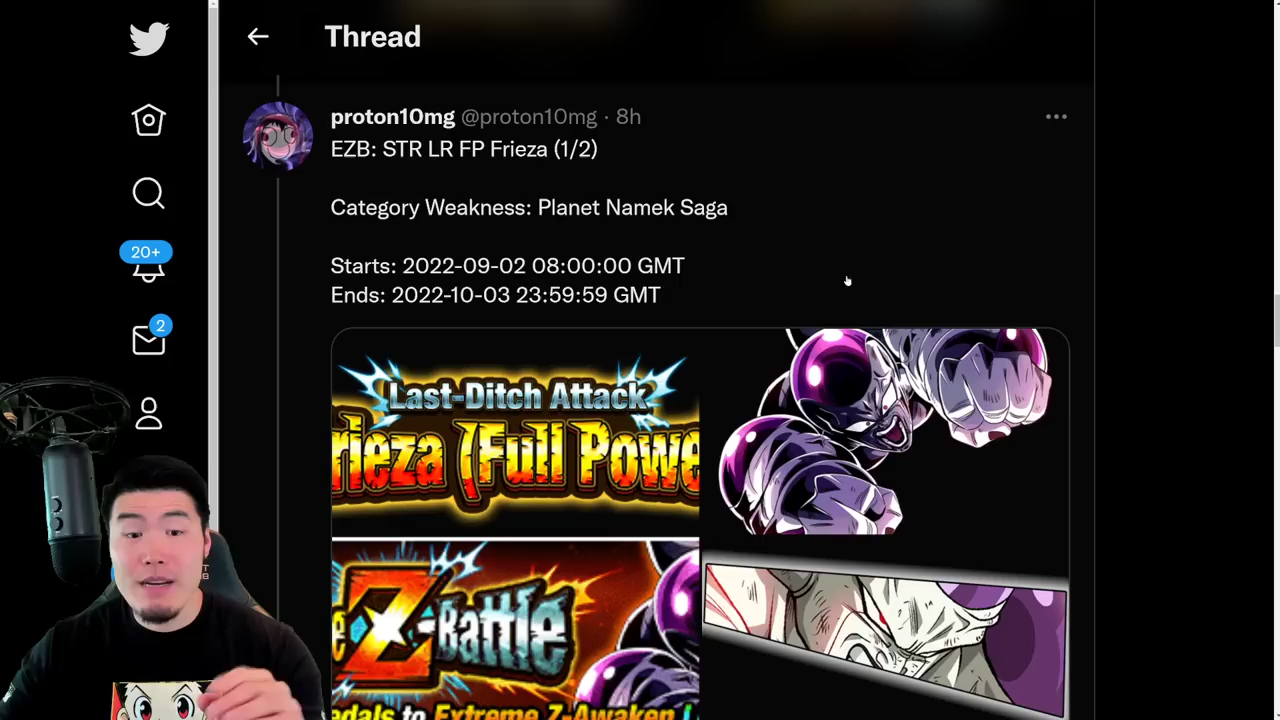 Thread
proton10mg @proton10mg · 8h
EZB: STR LR FP Frieza (1/2)
Category Weakness: Planet Namek Saga
Starts: 2022-09-02 08:00:00 GMT
Ends: 2022-10-03 23:59:59 GMT
20+
2
Last-Ditch Attack
rieza (Full Powe
e Z-Battle
edals to Extreme Z-Awaken